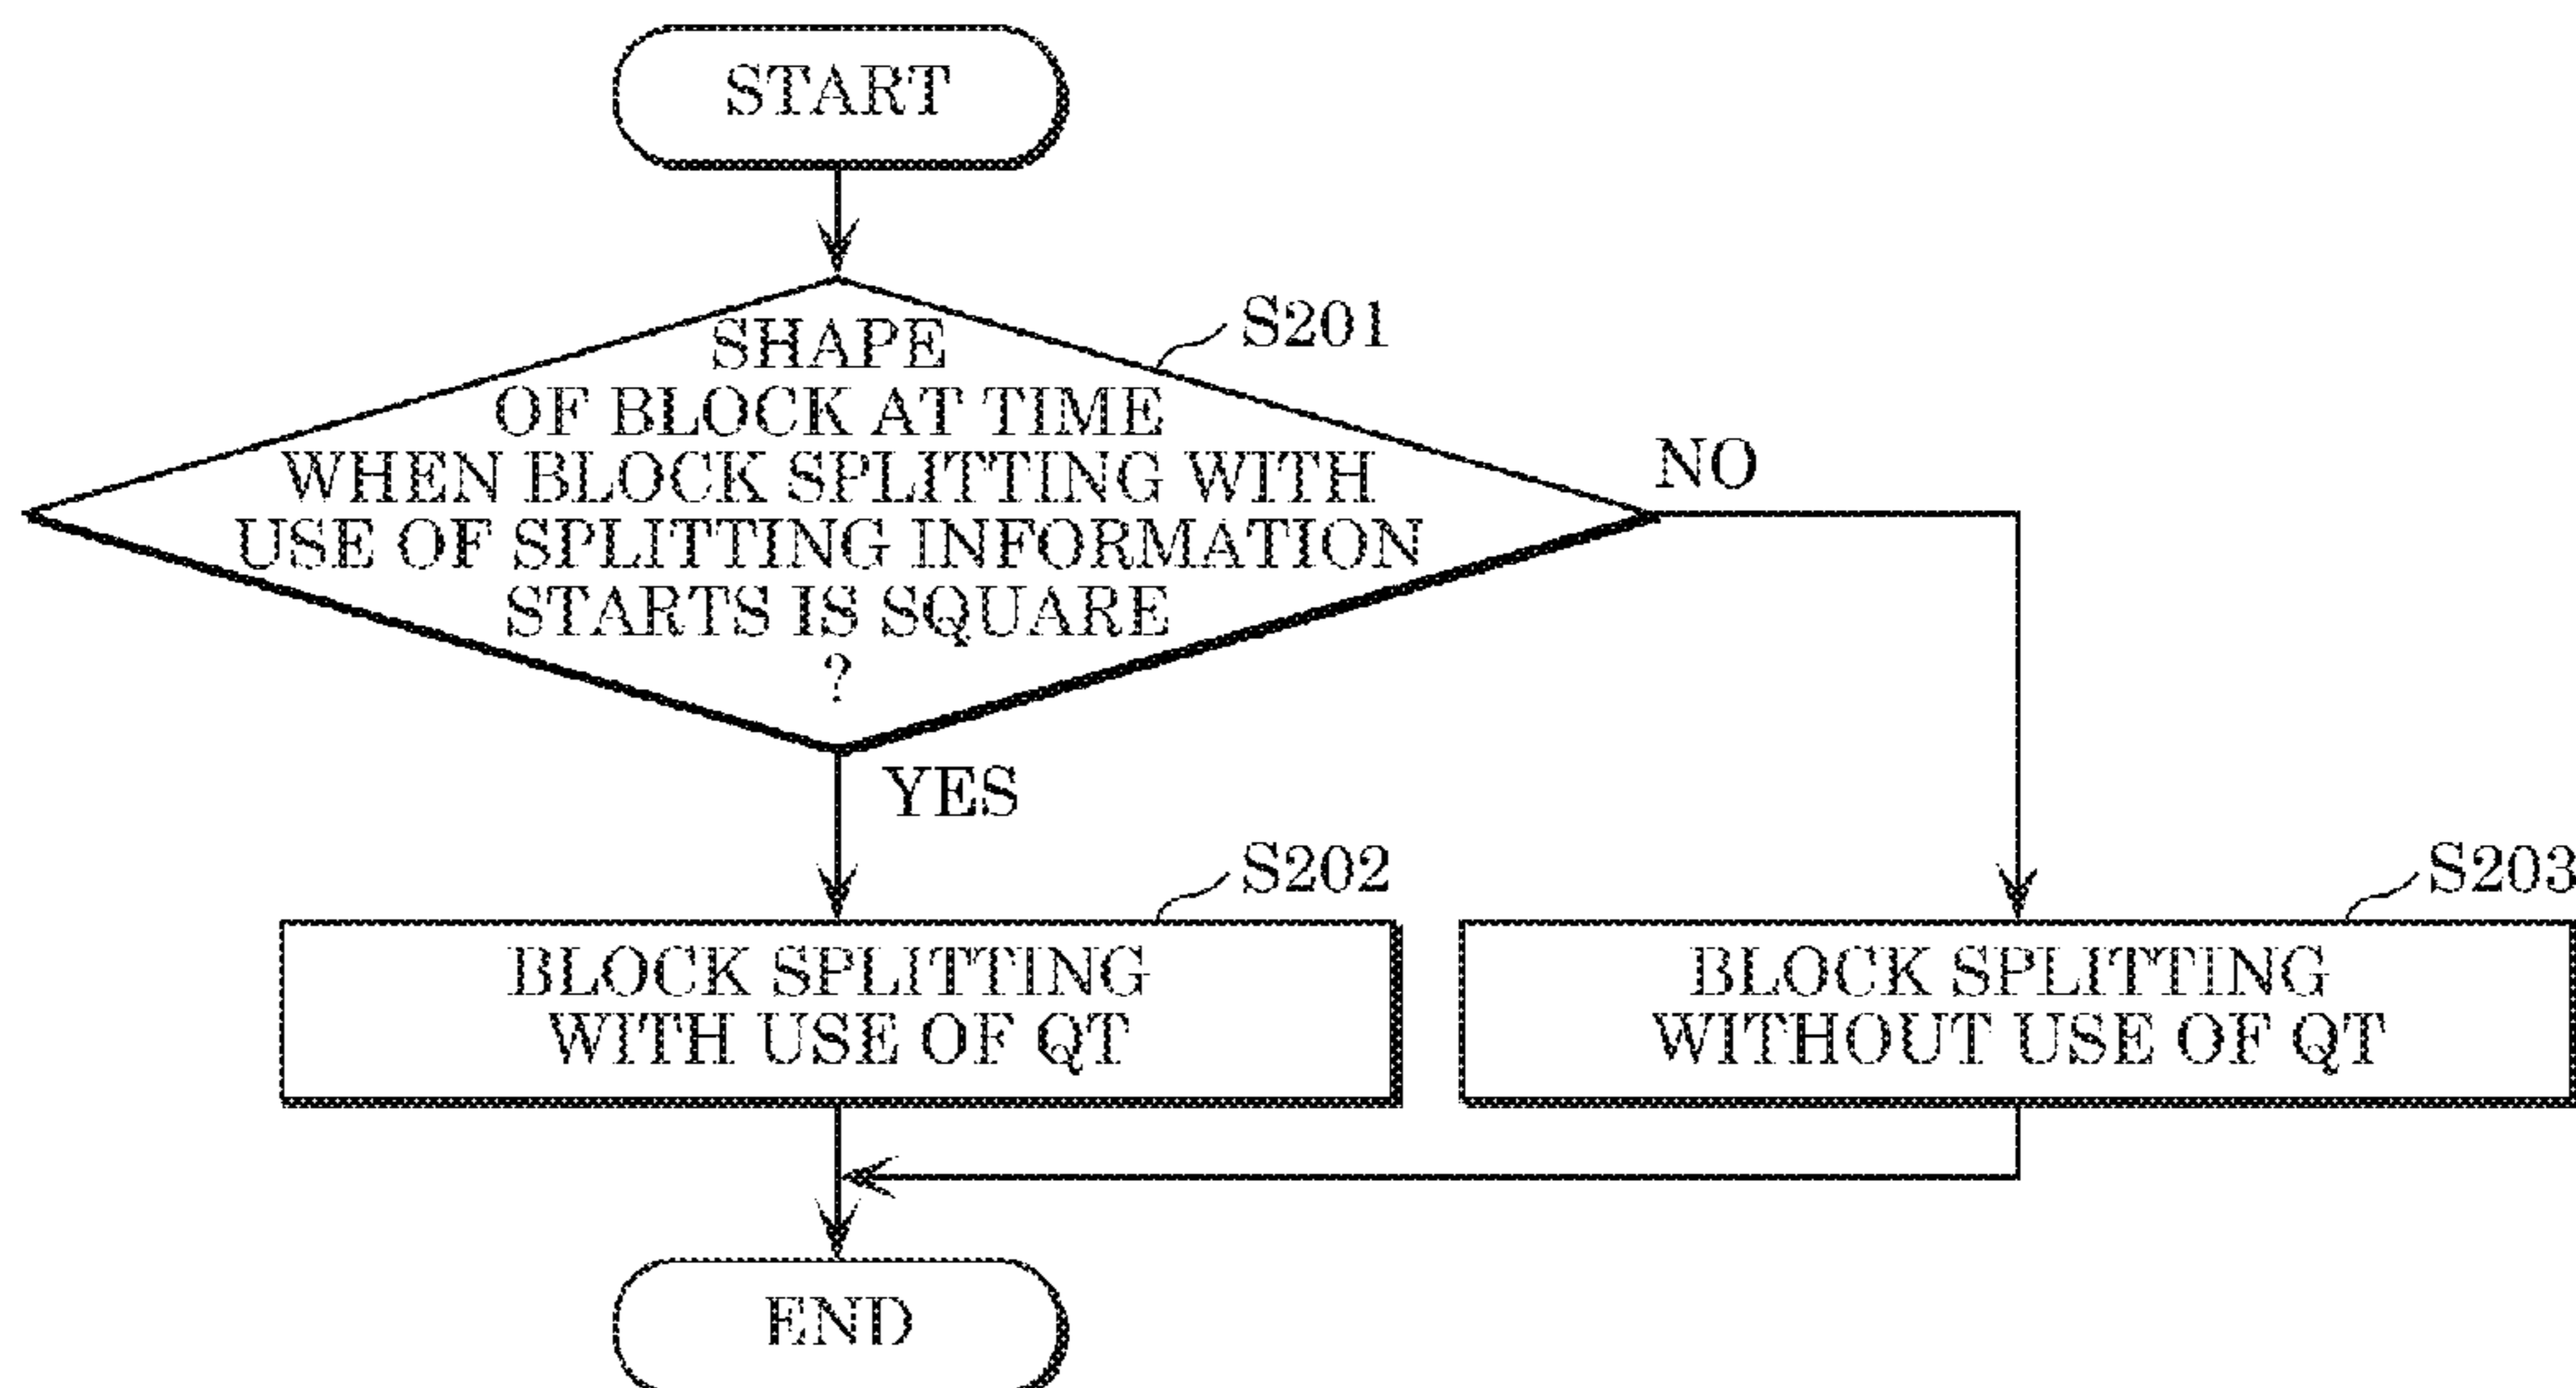 START
S201
SHAPE
OF BLOCK AT TIME
WHEN BLOCK SPLITTING WITH
USE OF SPLITTING INFORMATION
STARTS IS SQUARE
?
NO
YES
S202
BLOCK SPLITTING
WITH USE OF QT
S203
BLOCK SPLITTING
WITHOUT USE OF QT
END